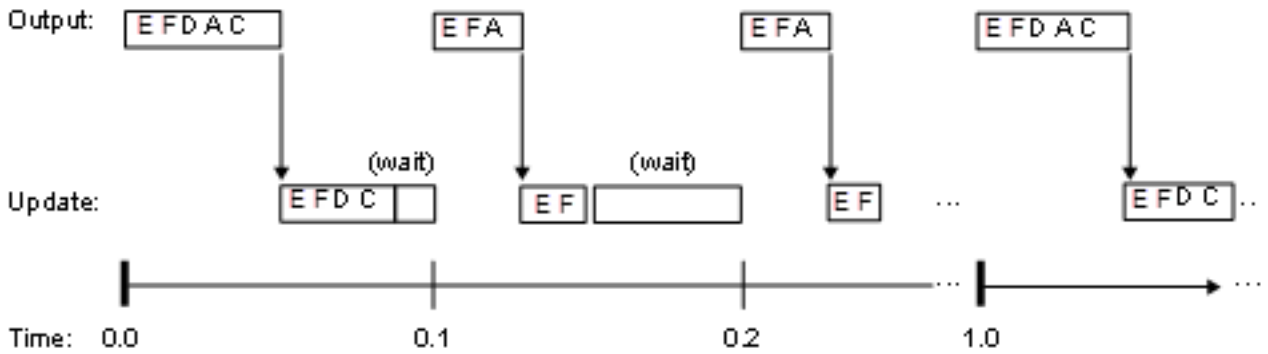 Output: E F D A C E F A E F A E F D A C
(wait) (wait)
Update: E F D C E F E F ... E F D C ...
... ...
Time: 0.0 0.1 0.2 1.0